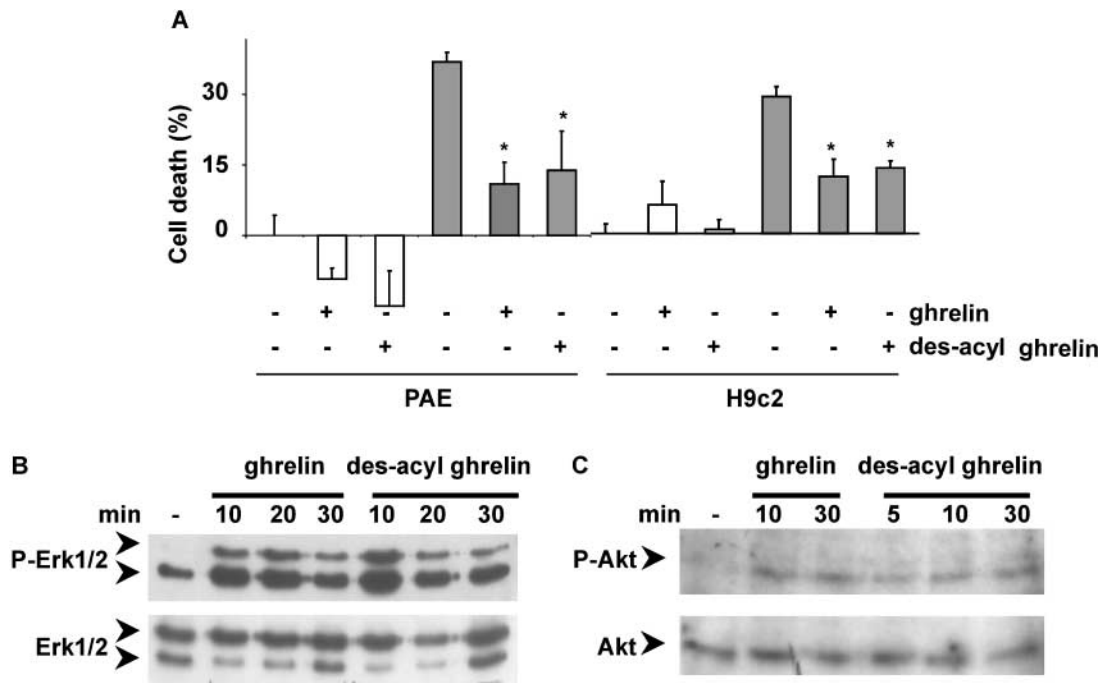 A
Cell death (%)
30
15
0
* * * *
- + - - + - - + - - + - ghrelin
- - + - - + - - + - - + des-acyl ghrelin
PAE H9c2
B
ghrelin des-acyl ghrelin
min - 10 20 30 10 20 30
P-Erk1/2
Erk1/2
C
ghrelin des-acyl ghrelin
min - 10 30 5 10 30
P-Akt
Akt